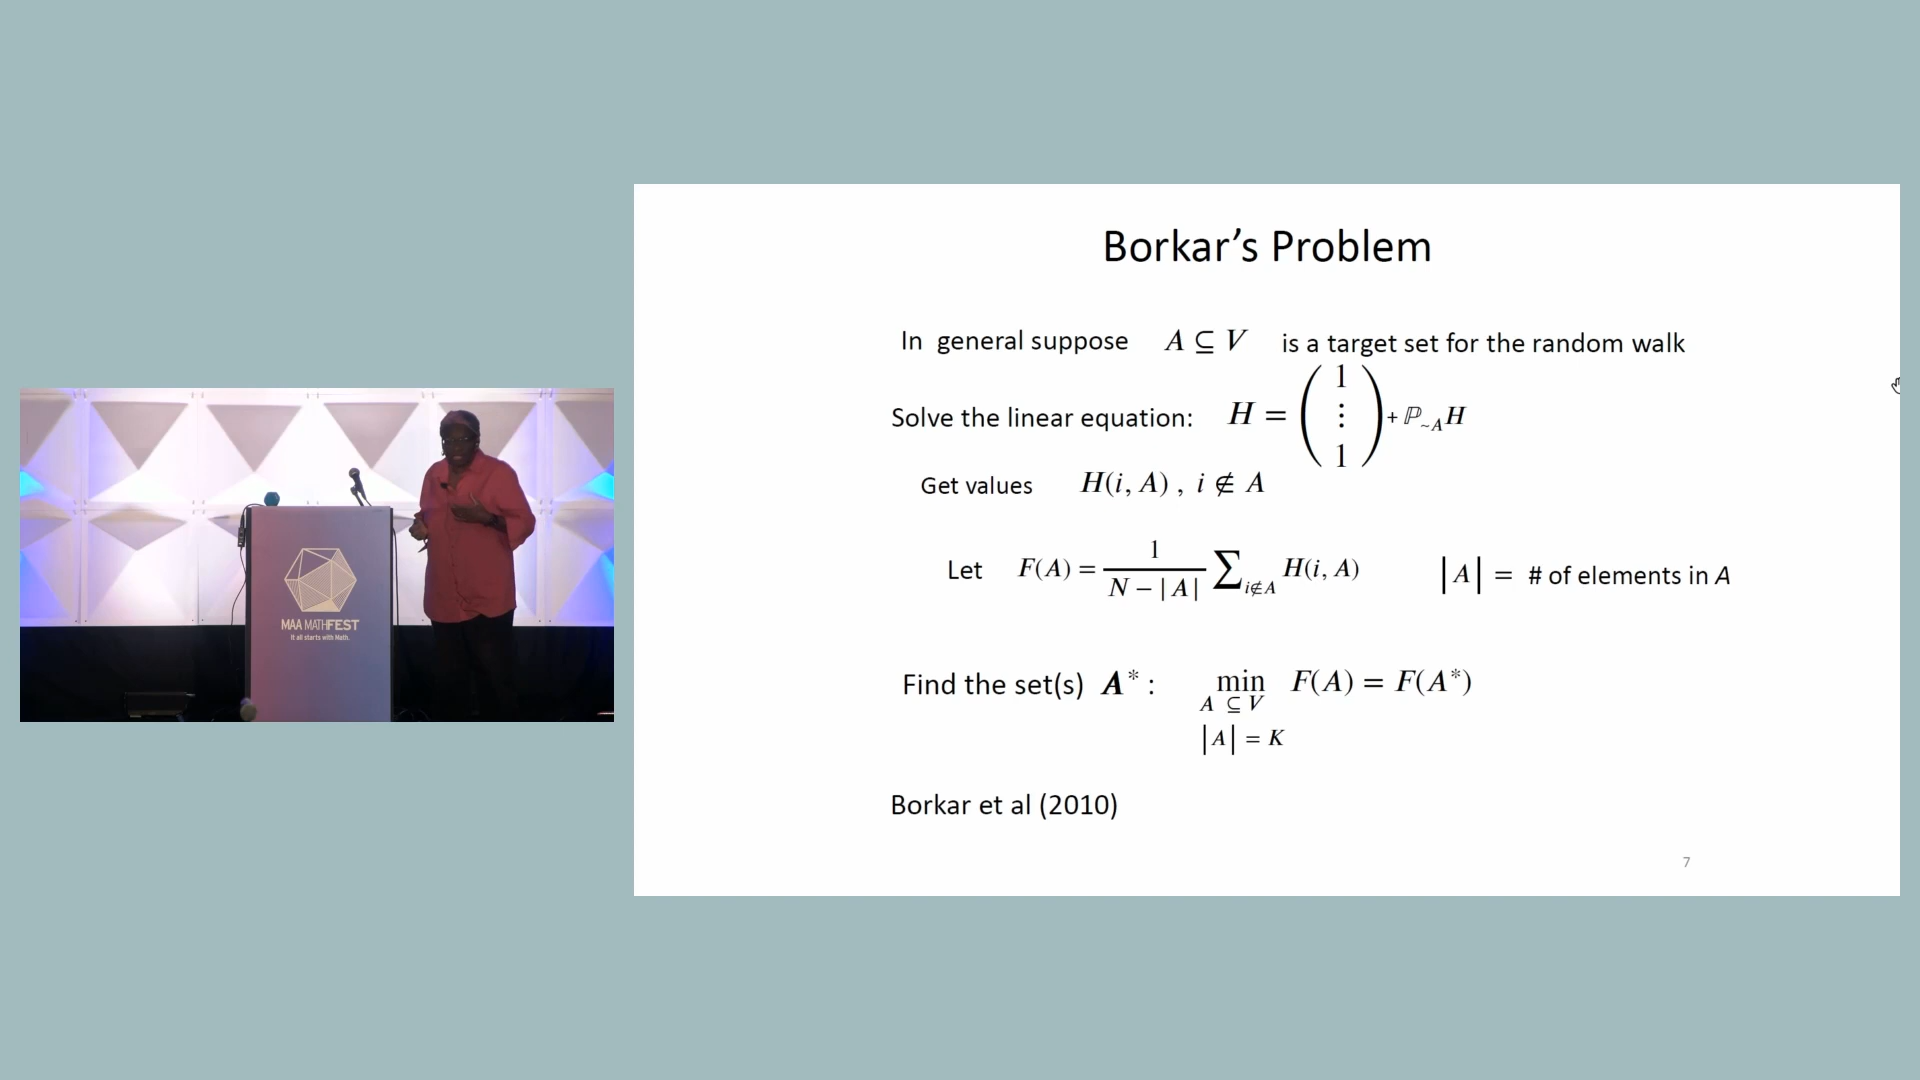 MAA MATHFEST
It all starts with Math.
Borkar’s Problem
In general suppose A ⊆ V is a target set for the random walk
Solve the linear equation: H = (1 ⋮ 1) + ℙ~A H
Get values H(i, A) , i ∉ A
Let F(A) = 1 / (N − |A|) ∑i∉A H(i, A) |A| = # of elements in A
Find the set(s) A* : min F(A) = F(A*)
A ⊆ V
|A| = K
Borkar et al (2010)
7